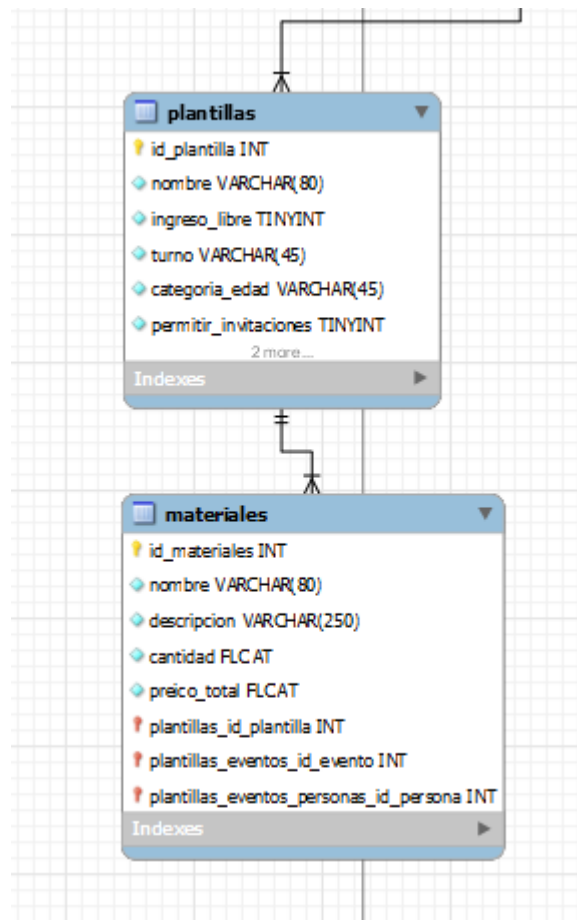 plantillas
id_plantilla INT
nombre VARCHAR(80)
ingreso_libre TINYINT
turno VARCHAR(45)
categoria_edad VARCHAR(45)
permitir_invitaciones TINYINT
2 more...
Indexes
materiales
id_materiales INT
nombre VARCHAR(80)
descripcion VARCHAR(250)
cantidad FLOAT
preico_total FLOAT
plantillas_id_plantilla INT
plantillas_eventos_id_evento INT
plantillas_eventos_personas_id_persona INT
Indexes